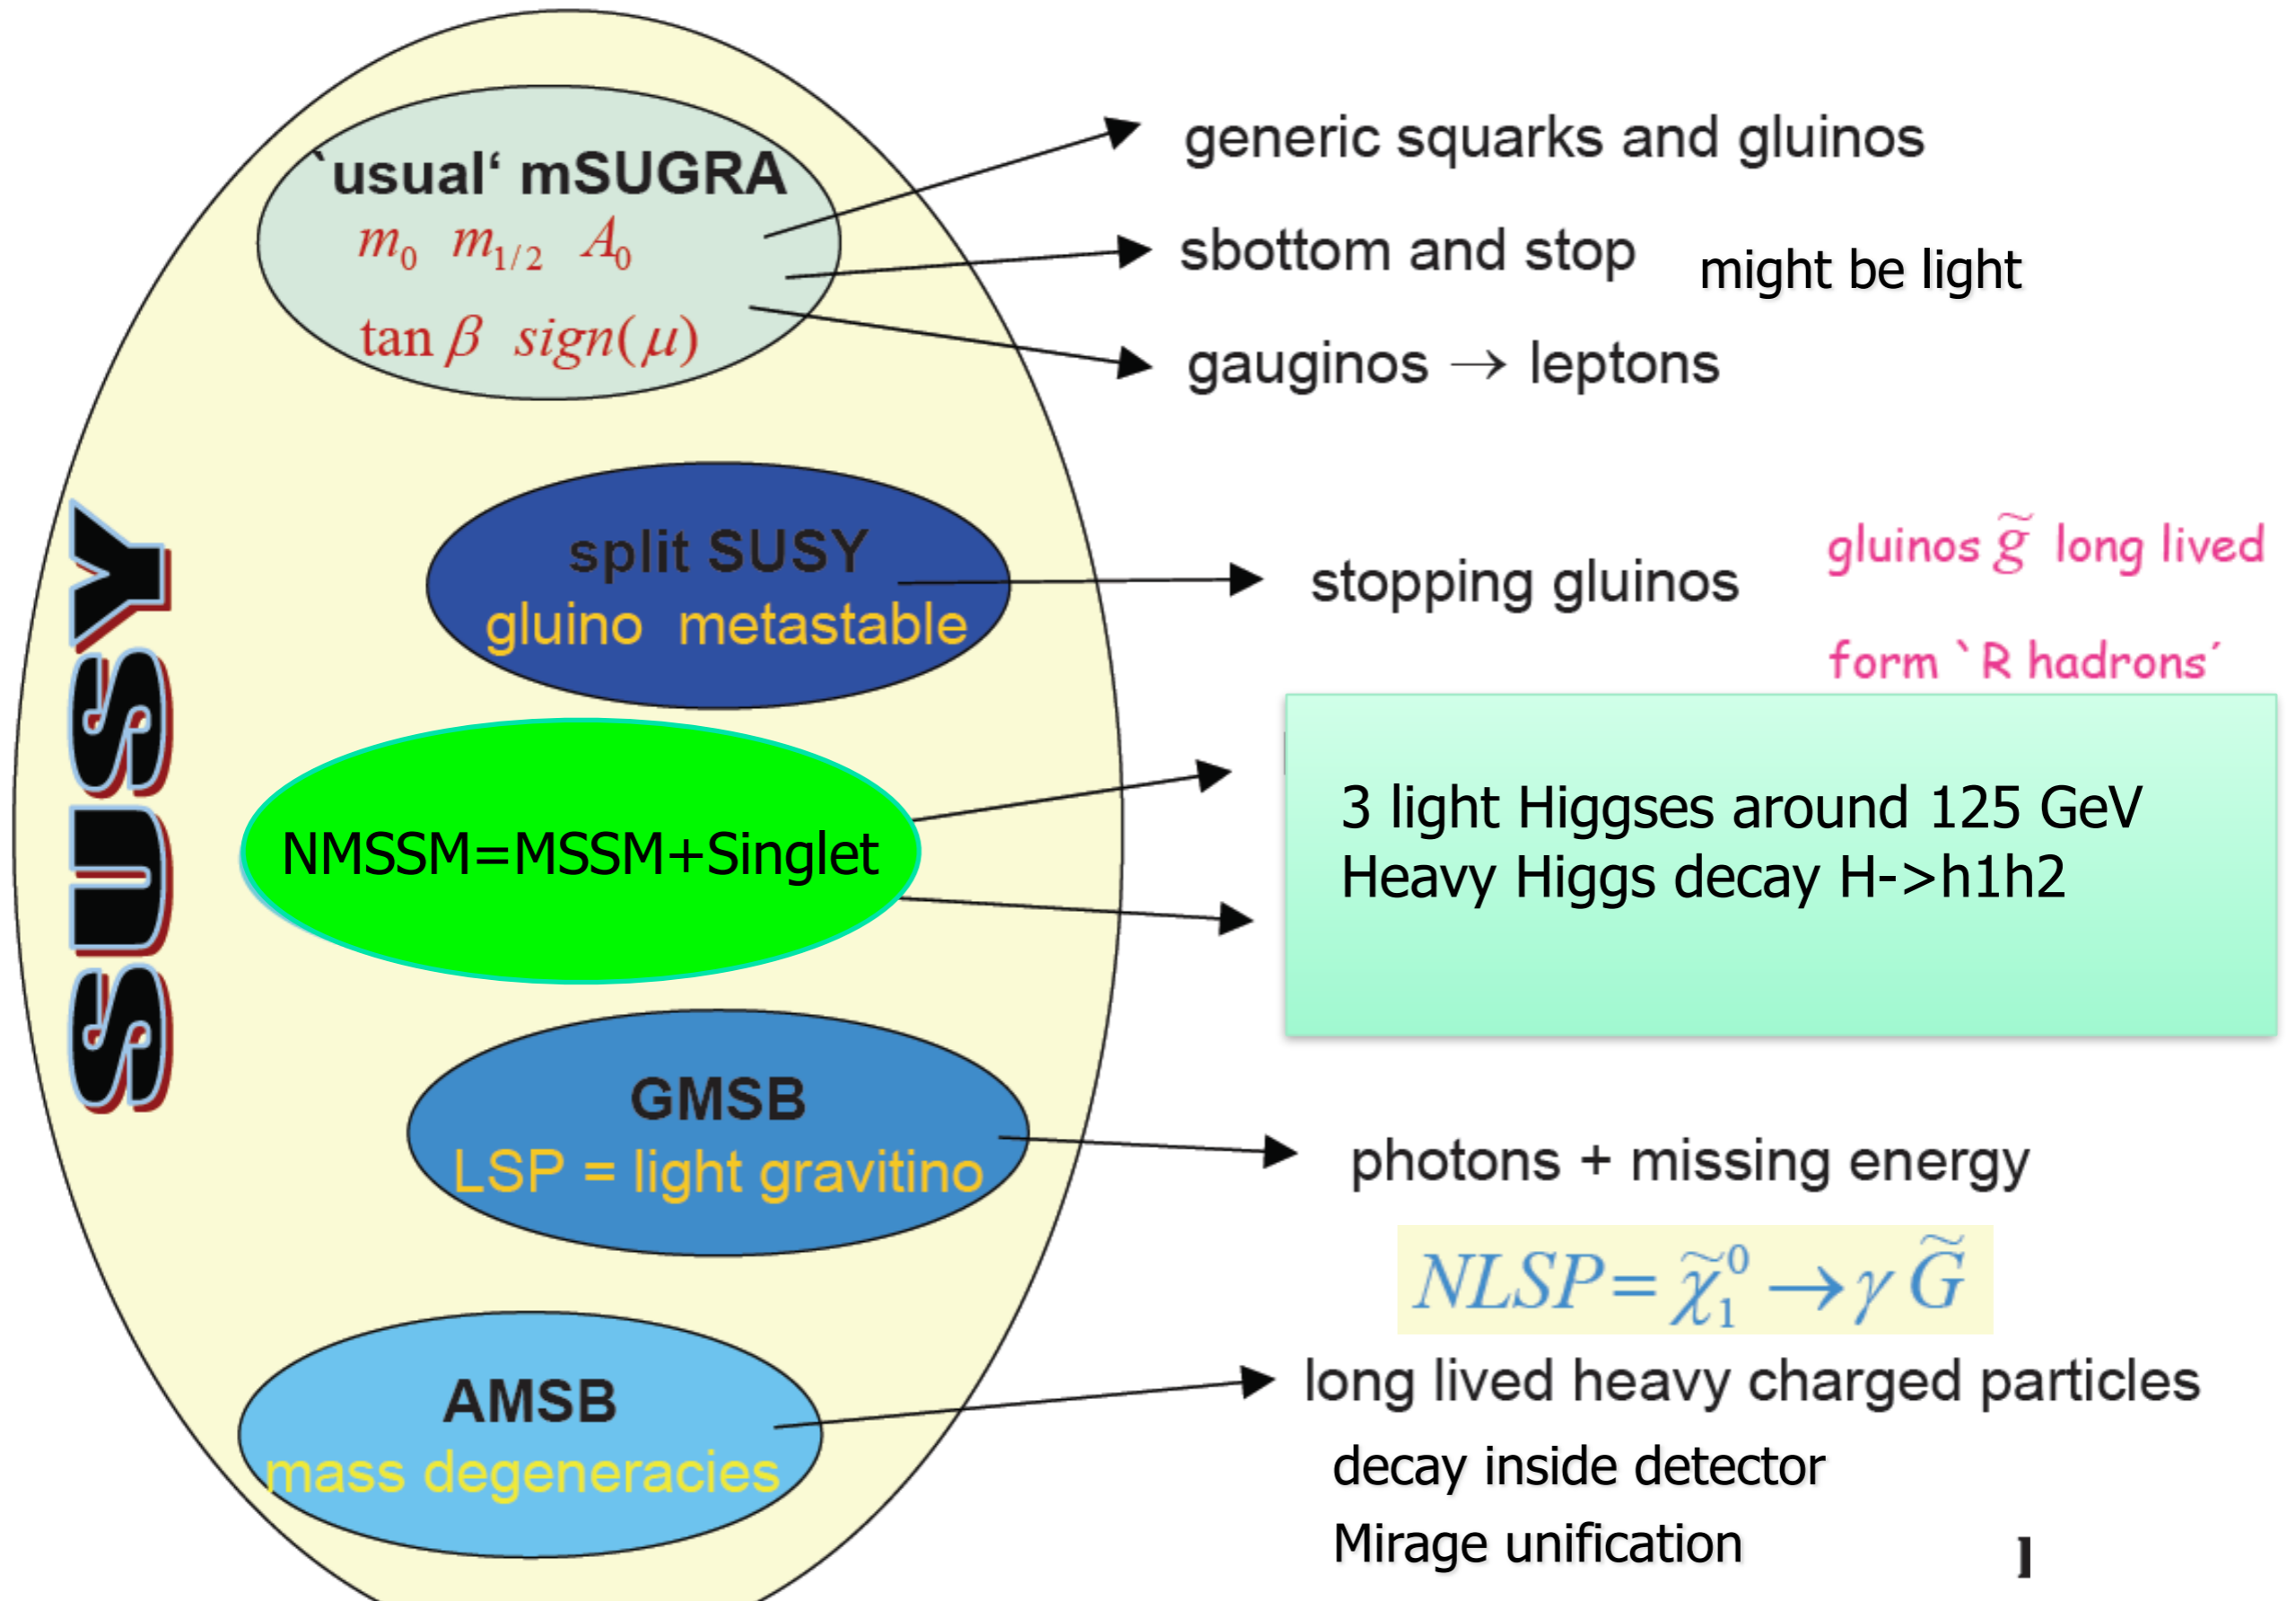 SUSY
`usual‘ mSUGRA
m₀ m₁/₂ A₀
tan β sign(μ)
generic squarks and gluinos
sbottom and stop might be light
gauginos → leptons
split SUSY
gluino metastable
stopping gluinos
gluinos g̃ long lived
form `R hadrons´
NMSSM=MSSM+Singlet
3 light Higgses around 125 GeV
Heavy Higgs decay H->h1h2
GMSB
LSP = light gravitino
photons + missing energy
NLSP = χ̃₁⁰ → γ G̃
AMSB
mass degeneracies
long lived heavy charged particles
decay inside detector
Mirage unification